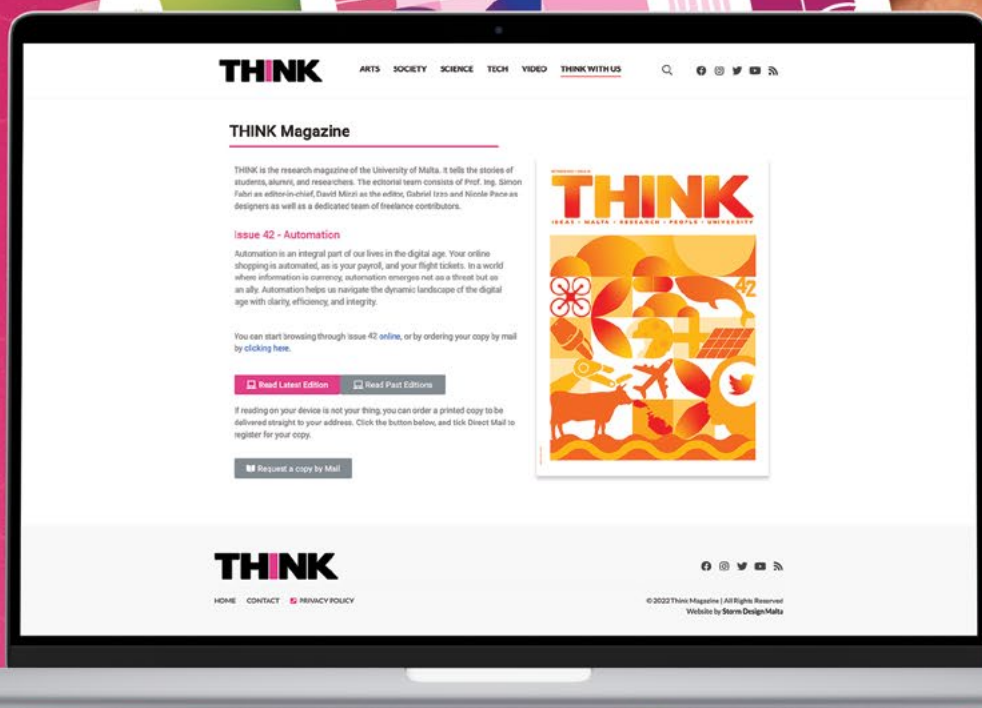 THINK
ARTS SOCIETY SCIENCE TECH VIDEO THINK WITH US
THINK Magazine
THINK is the research magazine of the University of Malta. It tells the stories of
students, alumni, and researchers. The editorial team consists of Prof. Ing. Simon
Fabri as editor-in-chief, David Mizzi as the editor, Gabriel Izzo and Nicole Pace as
designers as well as a dedicated team of freelance contributors.
Issue 42 - Automation
Automation is an integral part of our lives in the digital age. Your online
shopping is automated, as is your payroll, and your flight tickets. In a world
where information is currency, automation emerges not as a threat but as
an ally. Automation helps us navigate the dynamic landscape of the digital
age with clarity, efficiency, and integrity.
You can start browsing through issue 42 online, or by ordering your copy by mail
by clicking here.
Read Latest Edition Read Past Editions
If reading on your device is not your thing, you can order a printed copy to be
delivered straight to your address. Click the button below, and tick Direct Mail to
register for your copy.
Request a copy by Mail
THINK
IDEAS • MALTA • RESEARCH • PEOPLE • UNIVERSITY
42
THINK
HOME CONTACT PRIVACY POLICY
© 2022 Think Magazine | All Rights Reserved
Website by Storm Design Malta